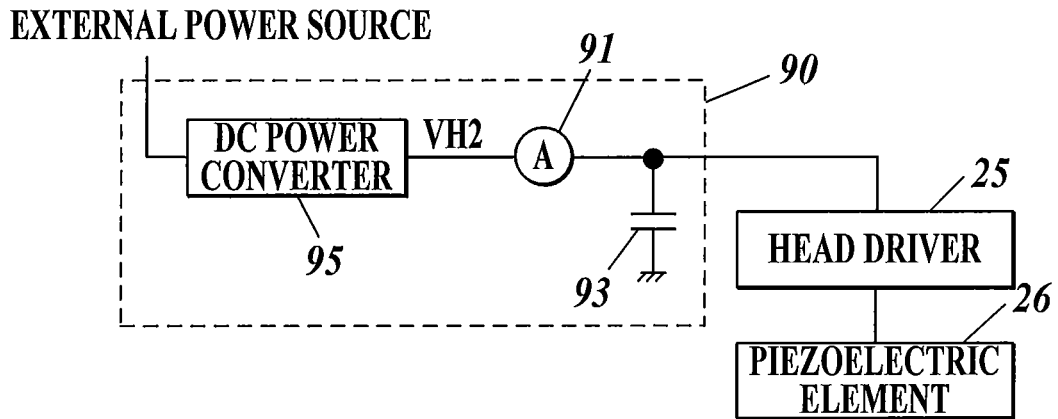 EXTERNAL POWER SOURCE
91
90
DC POWER
CONVERTER
VH2
A
25
95
93
HEAD DRIVER
26
PIEZOELECTRIC
ELEMENT